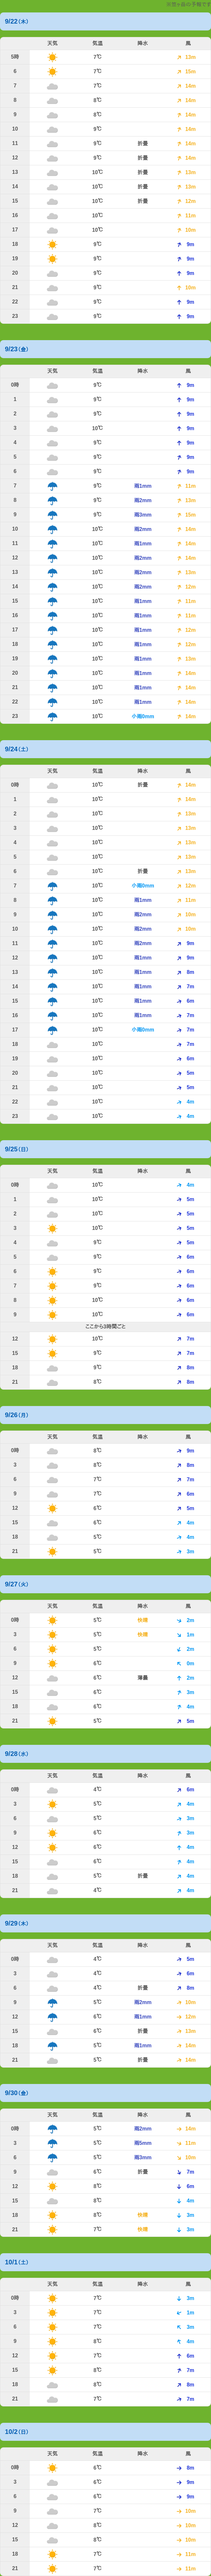 9/22(木)
天気 気温 降水 風
5時 7℃ 13m
6 7℃ 15m
7 7℃ 14m
8 8℃ 14m
9 8℃ 14m
10 9℃ 14m
11 9℃ 折畳 14m
12 9℃ 折畳 14m
13 10℃ 折畳 13m
14 10℃ 折畳 13m
15 10℃ 折畳 12m
16 10℃ 11m
17 10℃ 10m
18 9℃ 9m
19 9℃ 9m
20 9℃ 9m
21 9℃ 10m
22 9℃ 9m
23 9℃ 9m
9/23(金)
天気 気温 降水 風
0時 9℃ 9m
1 9℃ 9m
2 9℃ 9m
3 10℃ 9m
4 9℃ 9m
5 9℃ 9m
6 9℃ 9m
7 9℃ 雨1mm 11m
8 9℃ 雨2mm 13m
9 9℃ 雨3mm 15m
10 10℃ 雨2mm 14m
11 10℃ 雨1mm 14m
12 10℃ 雨2mm 14m
13 10℃ 雨2mm 13m
14 10℃ 雨2mm 12m
15 10℃ 雨1mm 11m
16 10℃ 雨1mm 11m
17 10℃ 雨1mm 12m
18 10℃ 雨1mm 12m
19 10℃ 雨1mm 13m
20 10℃ 雨1mm 14m
21 10℃ 雨1mm 14m
22 10℃ 雨1mm 14m
23 10℃ 小雨0mm 14m
9/24(土)
天気 気温 降水 風
0時 10℃ 折畳 14m
1 10℃ 14m
2 10℃ 13m
3 10℃ 13m
4 10℃ 13m
5 10℃ 13m
6 10℃ 折畳 13m
7 10℃ 小雨0mm 12m
8 10℃ 雨1mm 11m
9 10℃ 雨2mm 10m
10 10℃ 雨2mm 10m
11 10℃ 雨2mm 9m
12 10℃ 雨1mm 9m
13 10℃ 雨1mm 8m
14 10℃ 雨1mm 7m
15 10℃ 雨1mm 6m
16 10℃ 雨1mm 7m
17 10℃ 小雨0mm 7m
18 10℃ 7m
19 10℃ 6m
20 10℃ 5m
21 10℃ 5m
22 10℃ 4m
23 10℃ 4m
9/25(日)
天気 気温 降水 風
0時 10℃ 4m
1 10℃ 5m
2 10℃ 5m
3 10℃ 5m
4 9℃ 5m
5 9℃ 6m
6 9℃ 6m
7 9℃ 6m
8 10℃ 6m
9 10℃ 6m
ここから3時間ごと
12 10℃ 7m
15 9℃ 7m
18 9℃ 8m
21 8℃ 8m
9/26(月)
天気 気温 降水 風
0時 8℃ 9m
3 8℃ 8m
6 7℃ 7m
9 7℃ 6m
12 6℃ 5m
15 6℃ 4m
18 5℃ 4m
21 5℃ 3m
9/27(火)
天気 気温 降水 風
0時 5℃ 快適 2m
3 5℃ 快適 1m
6 5℃ 2m
9 6℃ 0m
12 6℃ 薄曇 2m
15 6℃ 3m
18 6℃ 4m
21 5℃ 5m
9/28(水)
天気 気温 降水 風
0時 4℃ 6m
3 5℃ 4m
6 5℃ 3m
9 6℃ 3m
12 6℃ 4m
15 6℃ 4m
18 5℃ 折畳 4m
21 4℃ 4m
9/29(木)
天気 気温 降水 風
0時 4℃ 5m
3 4℃ 6m
6 4℃ 折畳 8m
9 5℃ 雨2mm 10m
12 6℃ 雨1mm 12m
15 6℃ 折畳 13m
18 5℃ 雨1mm 14m
21 5℃ 折畳 14m
9/30(金)
天気 気温 降水 風
0時 5℃ 雨2mm 14m
3 5℃ 雨5mm 11m
6 5℃ 雨3mm 10m
9 6℃ 折畳 7m
12 8℃ 6m
15 8℃ 4m
18 8℃ 快適 3m
21 7℃ 快適 3m
10/1(土)
天気 気温 降水 風
0時 7℃ 3m
3 7℃ 1m
6 7℃ 3m
9 8℃ 4m
12 7℃ 6m
15 8℃ 7m
18 8℃ 8m
21 7℃ 7m
10/2(日)
天気 気温 降水 風
0時 6℃ 8m
3 6℃ 9m
6 6℃ 9m
9 7℃ 10m
12 8℃ 10m
15 8℃ 10m
18 7℃ 11m
21 7℃ 11m